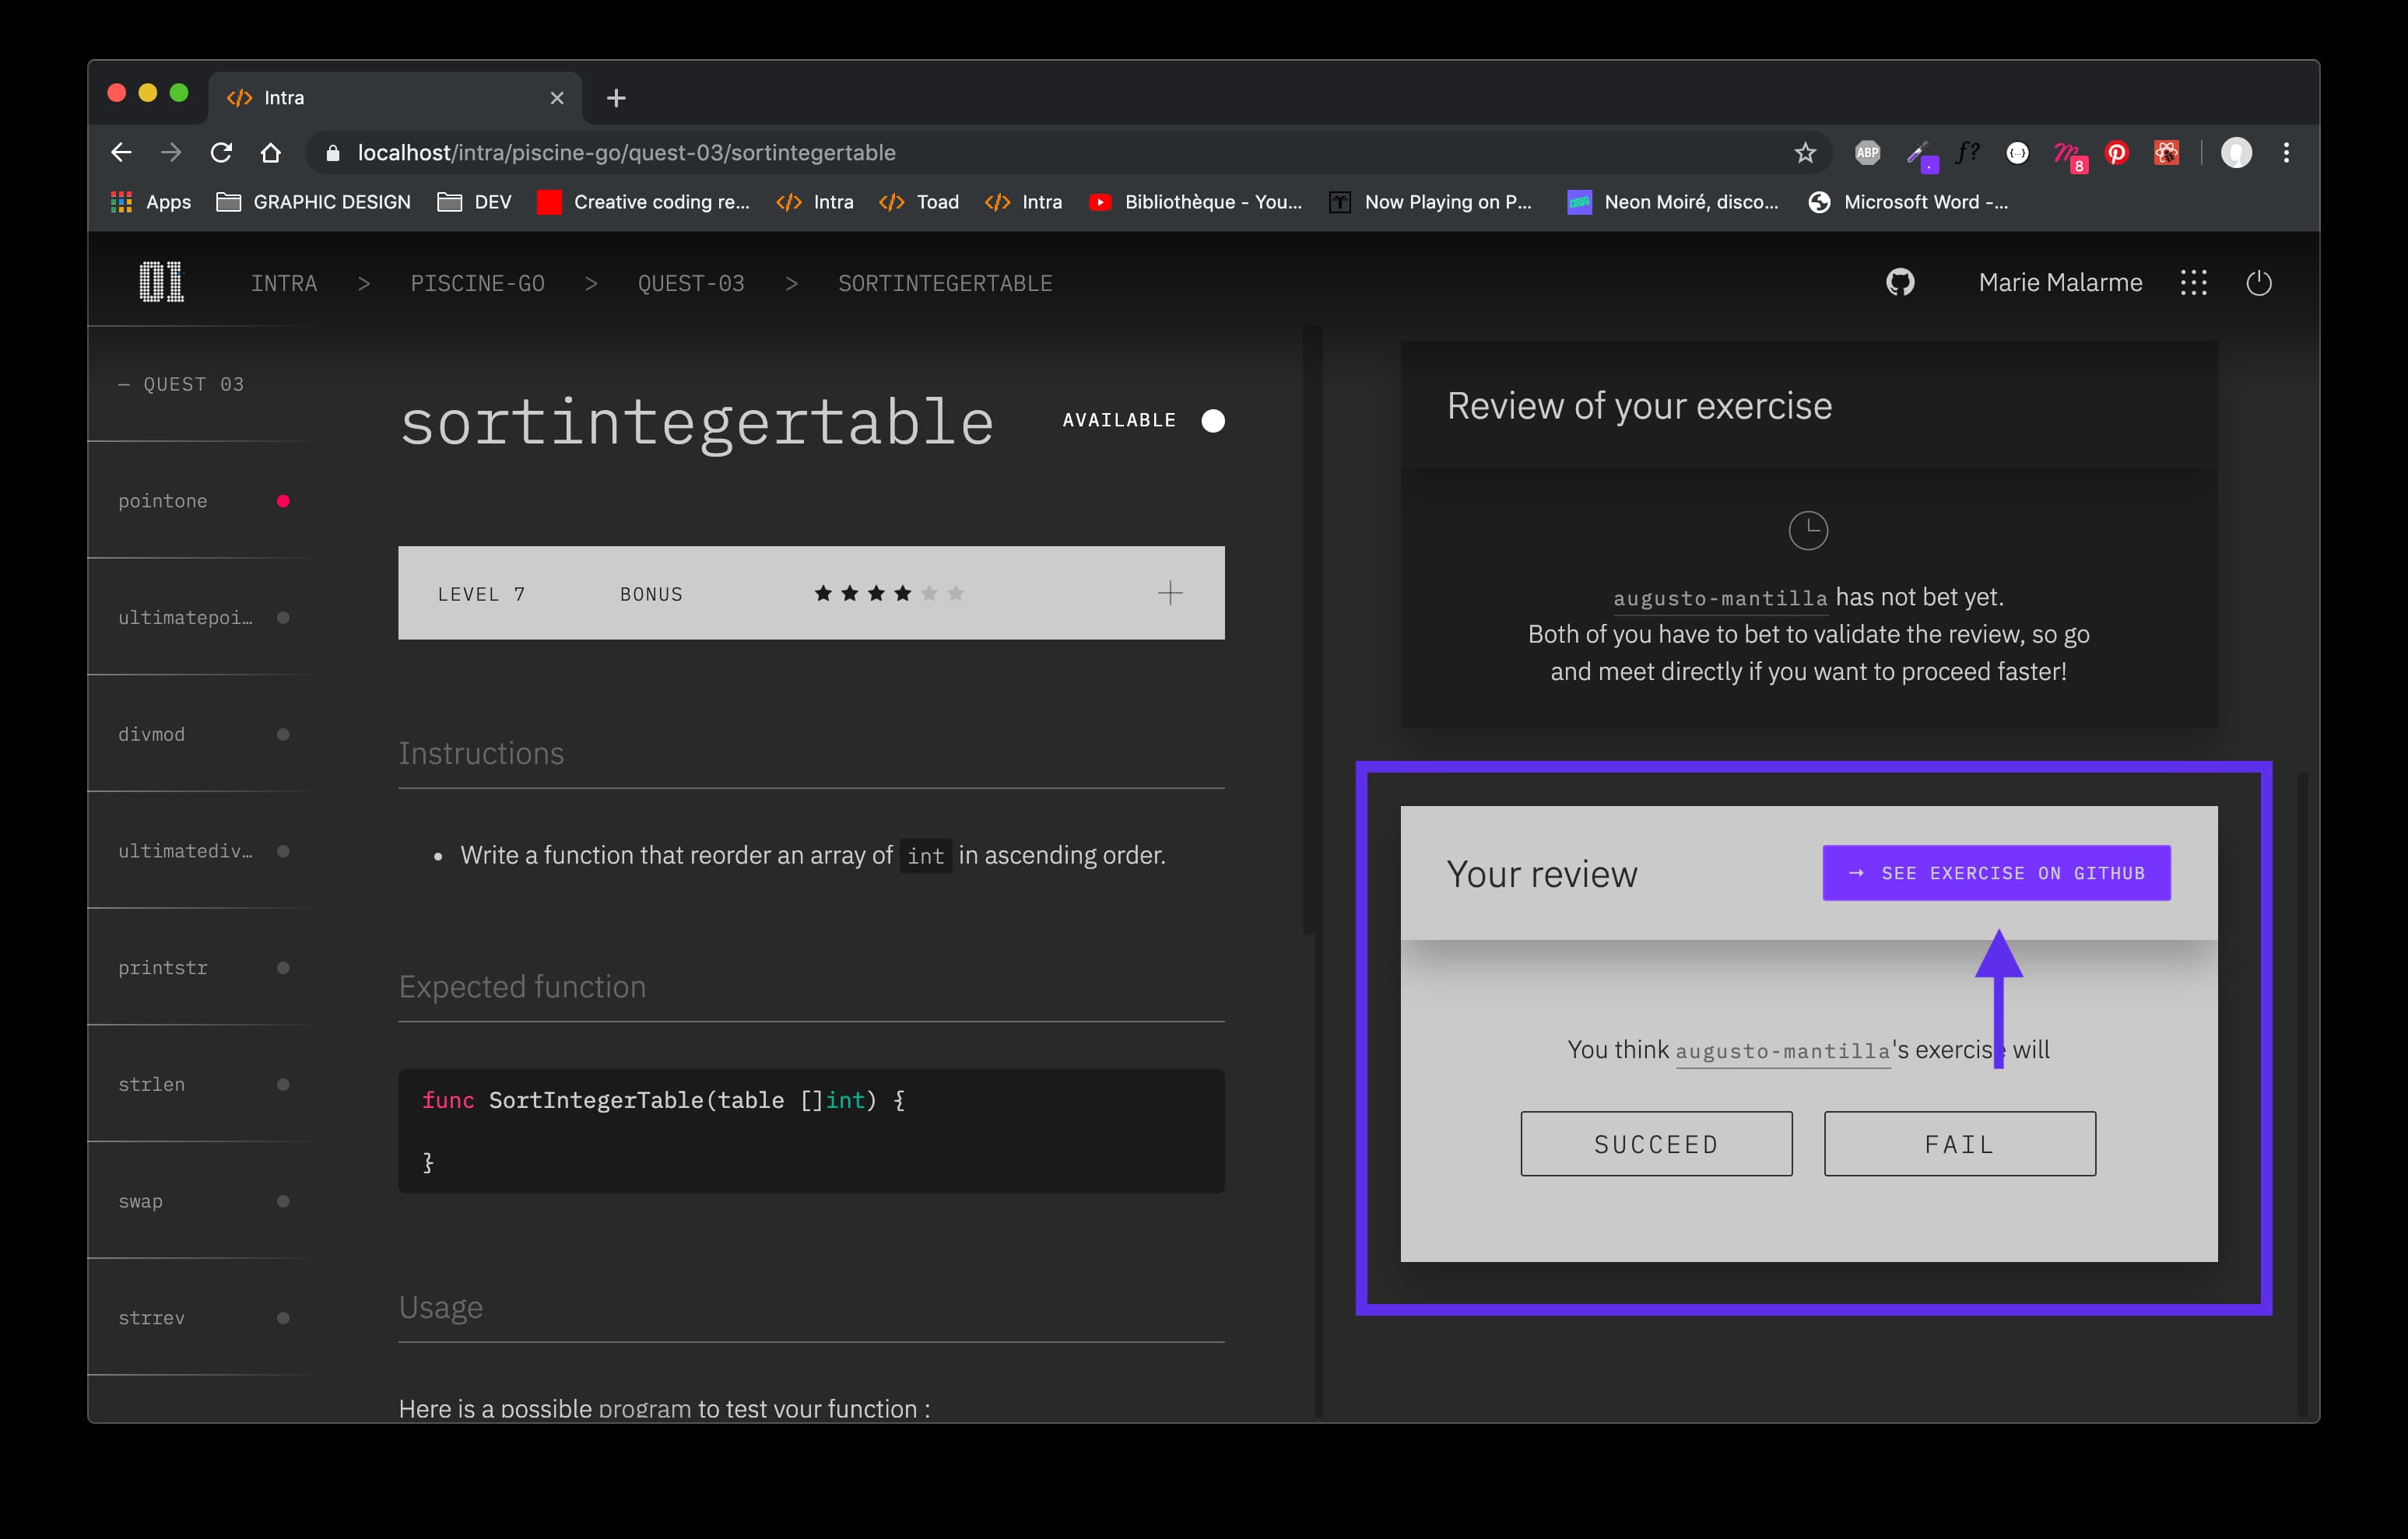 Intra
localhost/intra/piscine-go/quest-03/sortintegertable
ABP
f?
8
Apps
GRAPHIC DESIGN
DEV
Creative coding re...
Intra
Toad
Intra
Bibliothèque - You...
Now Playing on P...
Neon Moiré, disco...
Microsoft Word -...
01
INTRA > PISCINE-GO > QUEST-03 > SORTINTEGERTABLE
Marie Malarme
— QUEST 03
pointone
ultimatepoi…
divmod
ultimatediv…
printstr
strlen
swap
strrev
sortintegertable
AVAILABLE
LEVEL 7 BONUS
Instructions
• Write a function that reorder an array of int in ascending order.
Expected function
func SortIntegerTable(table []int) {
}
Usage
Here is a possible program to test your function :
Review of your exercise
augusto-mantilla has not bet yet.
Both of you have to bet to validate the review, so go
and meet directly if you want to proceed faster!
Your review
→ SEE EXERCISE ON GITHUB
You think augusto-mantilla's exercise will
SUCCEED
FAIL